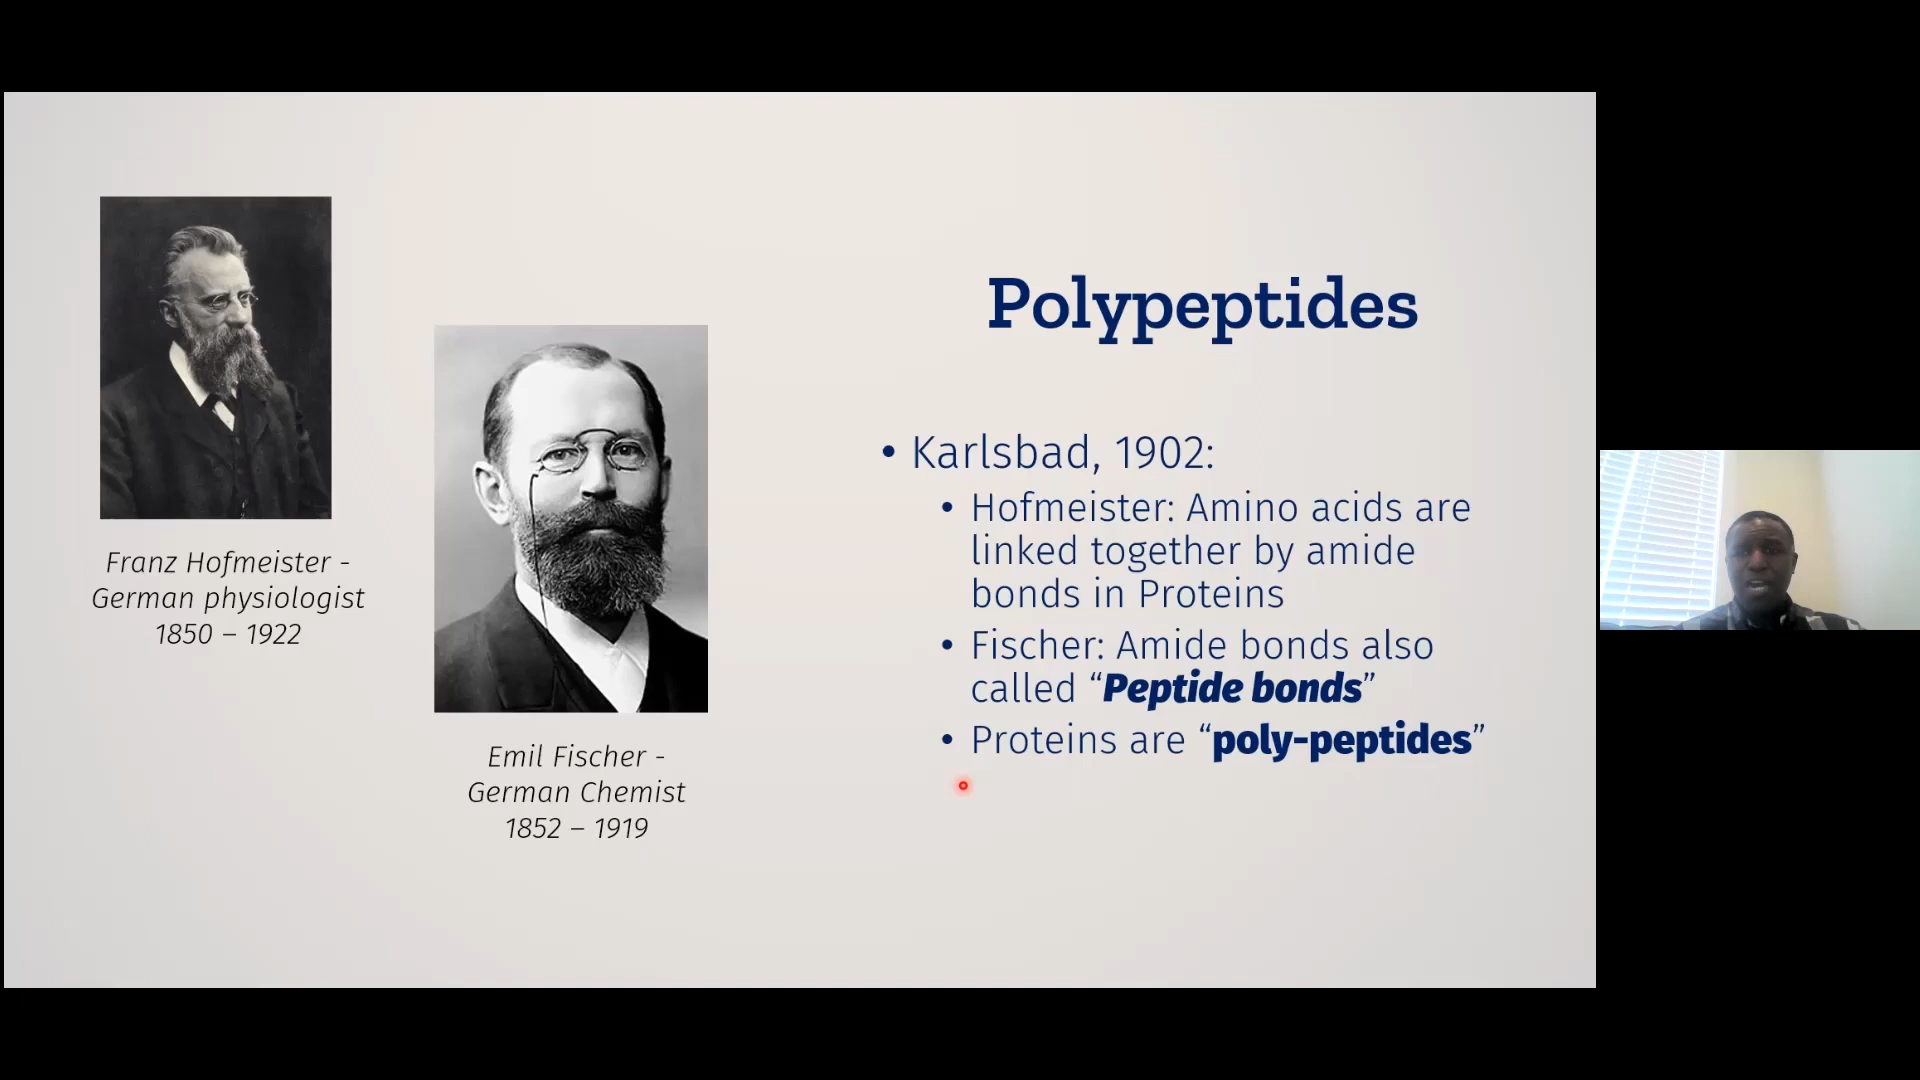 Polypeptides
• Karlsbad, 1902:
• Hofmeister: Amino acids are
linked together by amide
bonds in Proteins
• Fischer: Amide bonds also
called “Peptide bonds”
• Proteins are “poly-peptides”
Franz Hofmeister -
German physiologist
1850 – 1922
Emil Fischer -
German Chemist
1852 – 1919